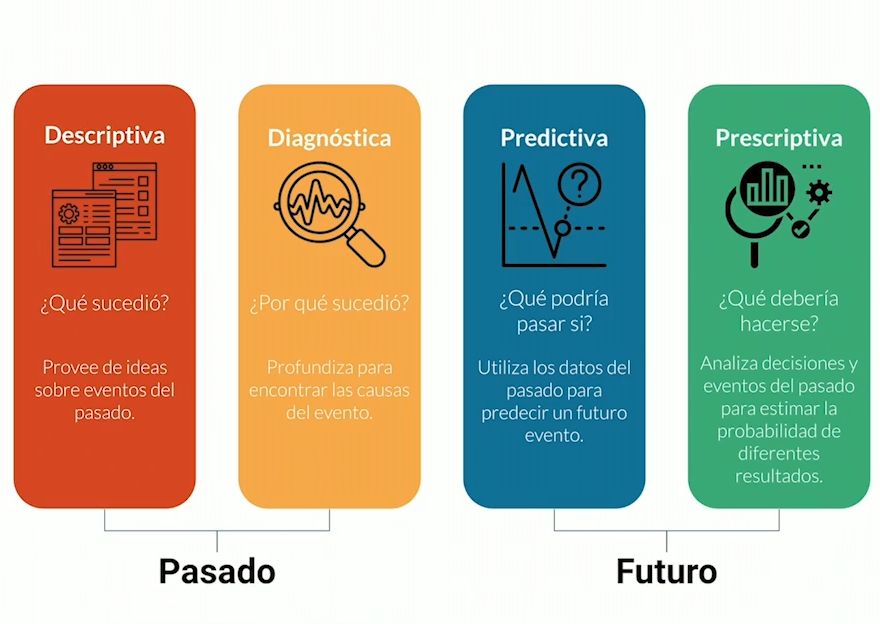 Descriptiva
¿Qué sucedió?
Provee de ideas
sobre eventos del
pasado.
Diagnóstica
¿Por qué sucedió?
Profundiza para
encontrar las causas
del evento.
Predictiva
?
¿Qué podría
pasar si?
Utiliza los datos del
pasado para
predecir un futuro
evento.
Prescriptiva
¿Qué debería
hacerse?
Analiza decisiones y
eventos del pasado
para estimar la
probabilidad de
diferentes
resultados.
Pasado
Futuro